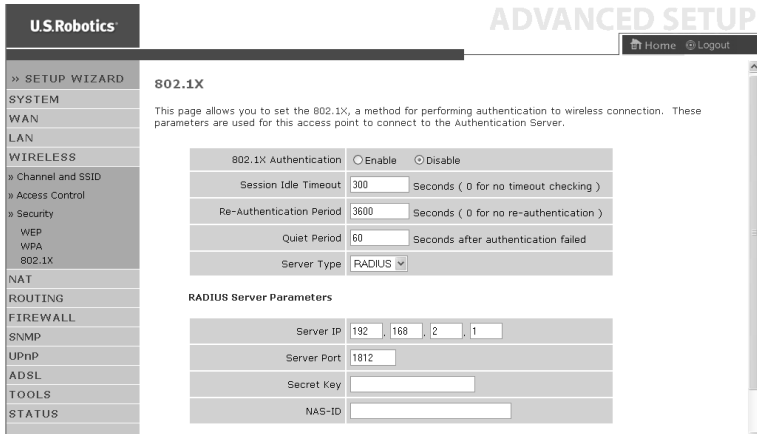 U.S.Robotics
ADVANCED SETUP
Home Logout
» SETUP WIZARD
SYSTEM
WAN
LAN
WIRELESS
» Channel and SSID
» Access Control
» Security
WEP
WPA
802.1X
NAT
ROUTING
FIREWALL
SNMP
UPnP
ADSL
TOOLS
STATUS
802.1X
This page allows you to set the 802.1X, a method for performing authentication to wireless connection. These
parameters are used for this access point to connect to the Authentication Server.
802.1X Authentication Enable Disable
Session Idle Timeout 300 Seconds ( 0 for no timeout checking )
Re-Authentication Period 3600 Seconds ( 0 for no re-authentication )
Quiet Period 60 Seconds after authentication failed
Server Type RADIUS
RADIUS Server Parameters
Server IP 192 . 168 . 2 . 1
Server Port 1812
Secret Key
NAS-ID